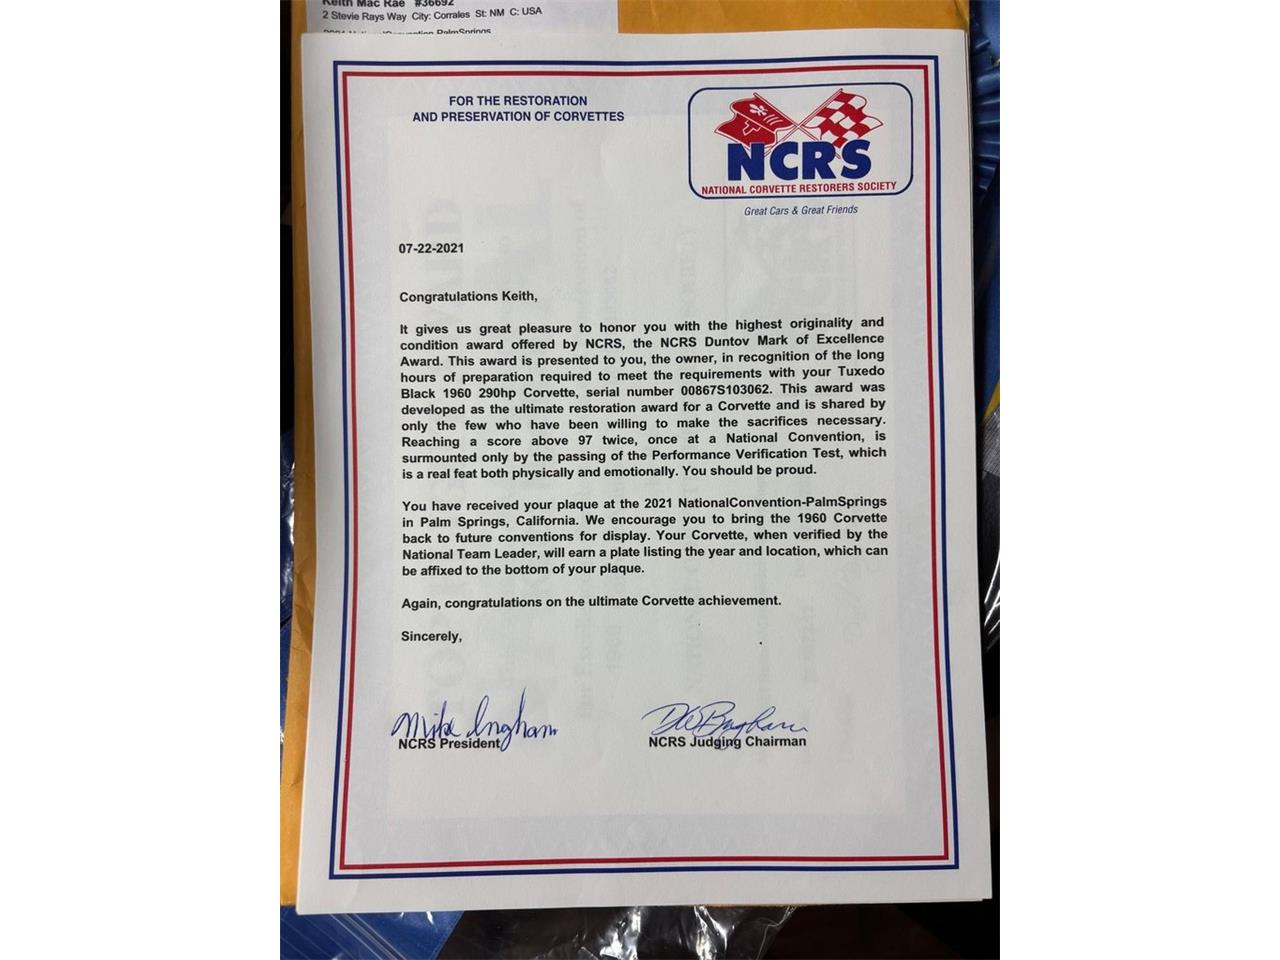 Keith Mac Rae #36692
2 Stevie Rays Way City: Corrales St: NM C: USA
FOR THE RESTORATION
AND PRESERVATION OF CORVETTES
NCRS
NATIONAL CORVETTE RESTORERS SOCIETY
Great Cars & Great Friends
07-22-2021
Congratulations Keith,
It gives us great pleasure to honor you with the highest originality and
condition award offered by NCRS, the NCRS Duntov Mark of Excellence
Award. This award is presented to you, the owner, in recognition of the long
hours of preparation required to meet the requirements with your Tuxedo
Black 1960 290hp Corvette, serial number 00867S103062. This award was
developed as the ultimate restoration award for a Corvette and is shared by
only the few who have been willing to make the sacrifices necessary.
Reaching a score above 97 twice, once at a National Convention, is
surmounted only by the passing of the Performance Verification Test, which
is a real feat both physically and emotionally. You should be proud.
You have received your plaque at the 2021 NationalConvention-PalmSprings
in Palm Springs, California. We encourage you to bring the 1960 Corvette
back to future conventions for display. Your Corvette, when verified by the
National Team Leader, will earn a plate listing the year and location, which can
be affixed to the bottom of your plaque.
Again, congratulations on the ultimate Corvette achievement.
Sincerely,
Mike Ingham
NCRS President
NCRS Judging Chairman